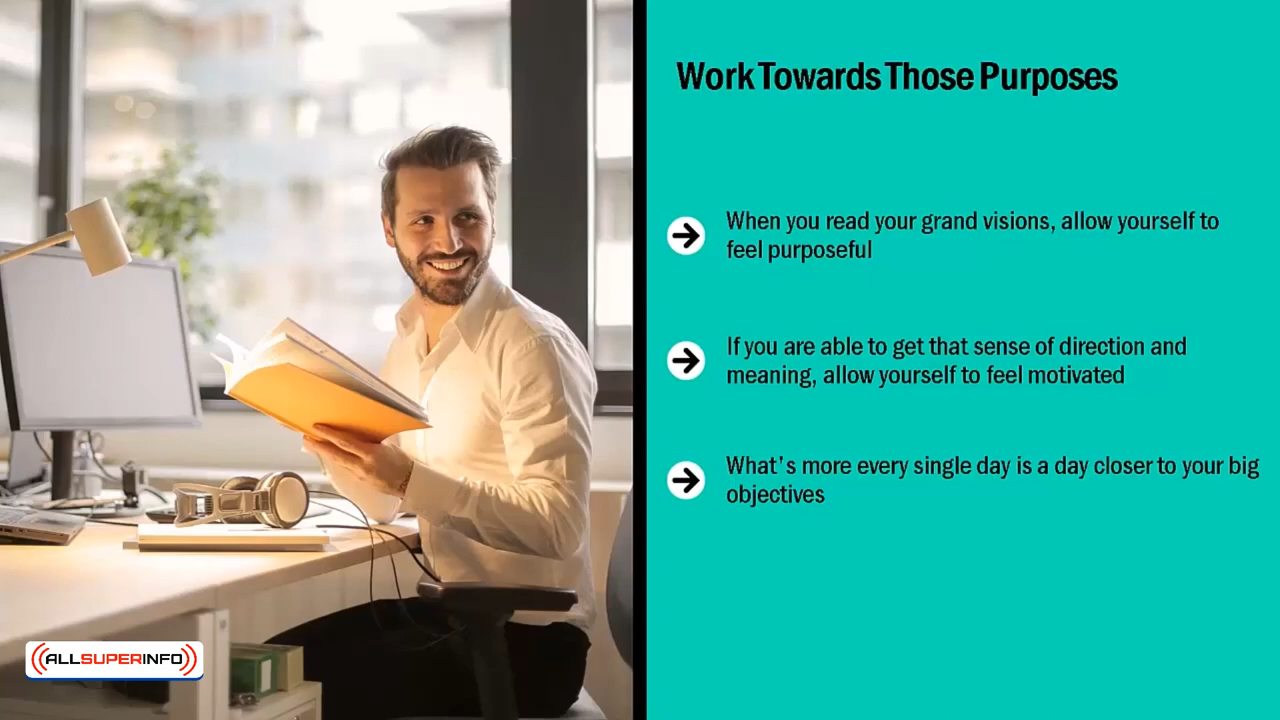 Work Towards Those Purposes
When you read your grand visions, allow yourself to
feel purposeful
If you are able to get that sense of direction and
meaning, allow yourself to feel motivated
What's more every single day is a day closer to your big
objectives
ALLSUPERINFO